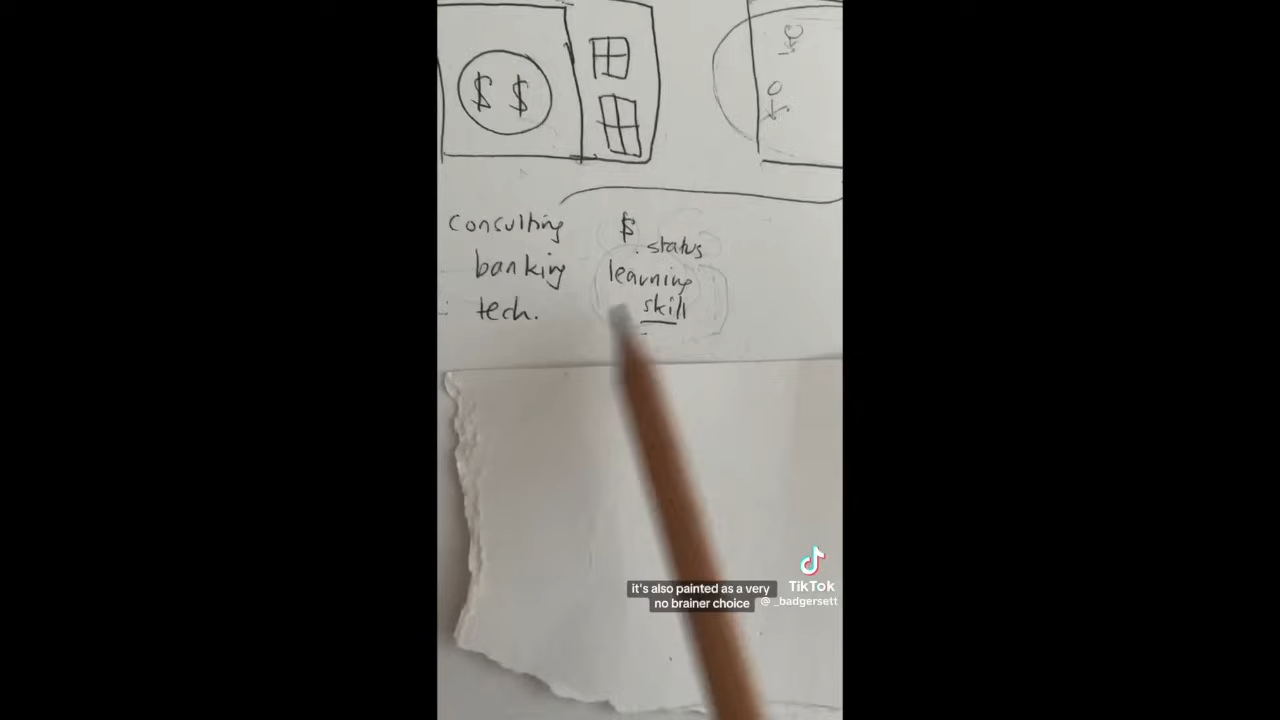 $ $
consulting
banking
tech.
$
status
learning
skill
it's also painted as a very
no brainer choice
TikTok
@_badgersett